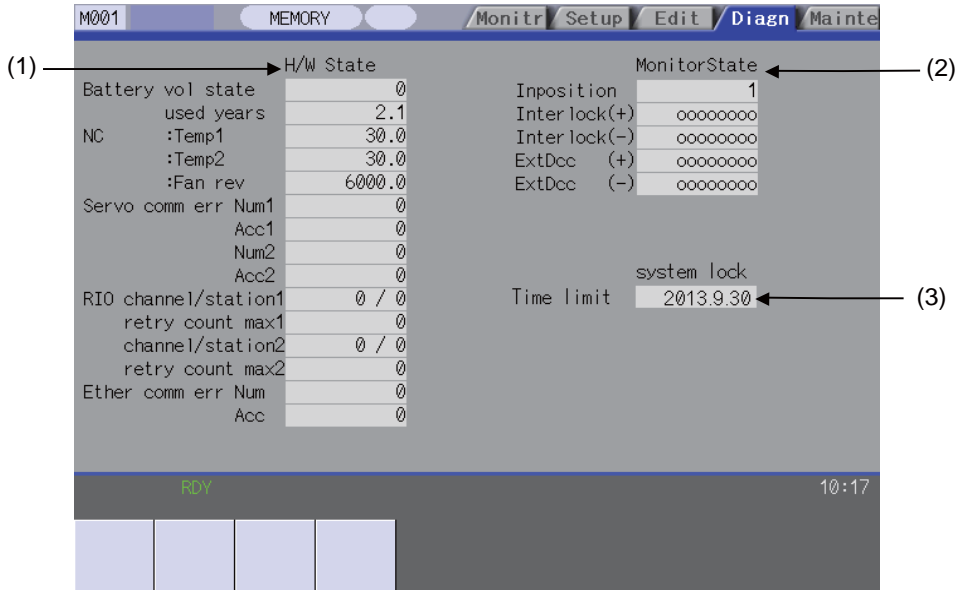 M001 MEMORY Monitr Setup Edit Diagn Mainte
(1) H/W State
Battery vol state 0
used years 2.1
NC :Temp1 30.0
:Temp2 30.0
:Fan rev 6000.0
Servo comm err Num1 0
Acc1 0
Num2 0
Acc2 0
RIO channel/station1 0 / 0
retry count max1 0
channel/station2 0 / 0
retry count max2 0
Ether comm err Num 0
Acc 0
MonitorState (2)
Inposition 1
Interlock(+) oooooooo
Interlock(-) oooooooo
ExtDcc (+) oooooooo
ExtDcc (-) oooooooo
system lock
Time limit 2013.9.30 (3)
RDY 10:17